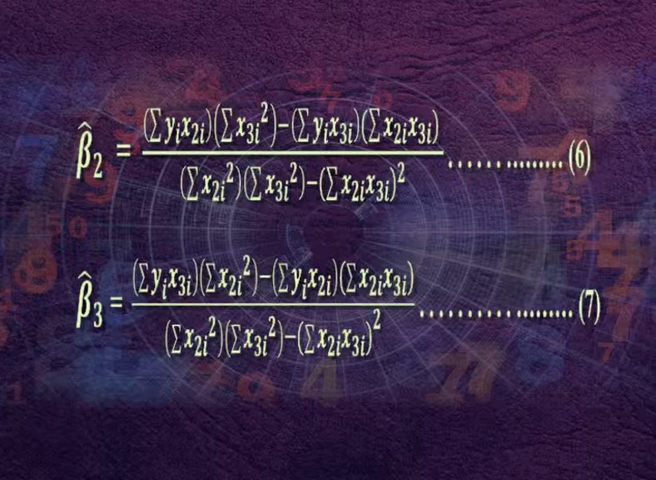 β̂₂ = (∑yᵢx₂ᵢ)(∑x₃ᵢ²)−(∑yᵢx₃ᵢ)(∑x₂ᵢx₃ᵢ) / (∑x₂ᵢ²)(∑x₃ᵢ²)−(∑x₂ᵢx₃ᵢ)² ............... (6)
β̂₃ = (∑yᵢx₃ᵢ)(∑x₂ᵢ²)−(∑yᵢx₂ᵢ)(∑x₂ᵢx₃ᵢ) / (∑x₂ᵢ²)(∑x₃ᵢ²)−(∑x₂ᵢx₃ᵢ)² .................. (7)